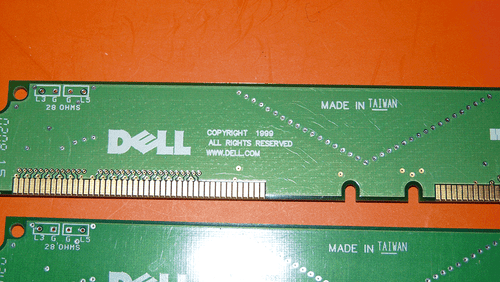 L3 G G L5
28 OHMS
MADE IN TAIWAN
DELL
COPYRIGHT 1999
ALL RIGHTS RESERVED
WWW.DELL.COM
L3 G G L5
28 OHMS
MADE IN TAIWAN
DELL